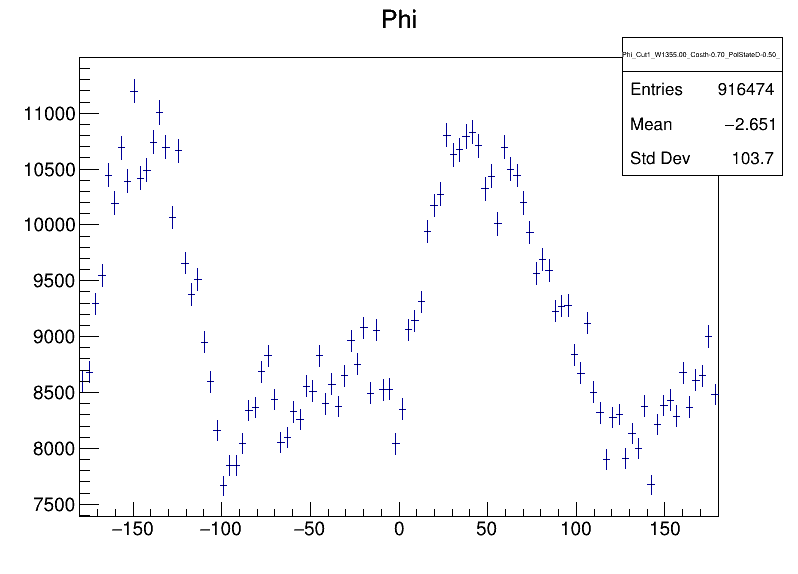 Phi
Phi_Cut1_W1355.00_Costh-0.70_PolStateD-0.50_
Entries 916474
Mean −2.651
Std Dev 103.7
11000
10500
10000
9500
9000
8500
8000
7500
−150 −100 −50 0 50 100 150